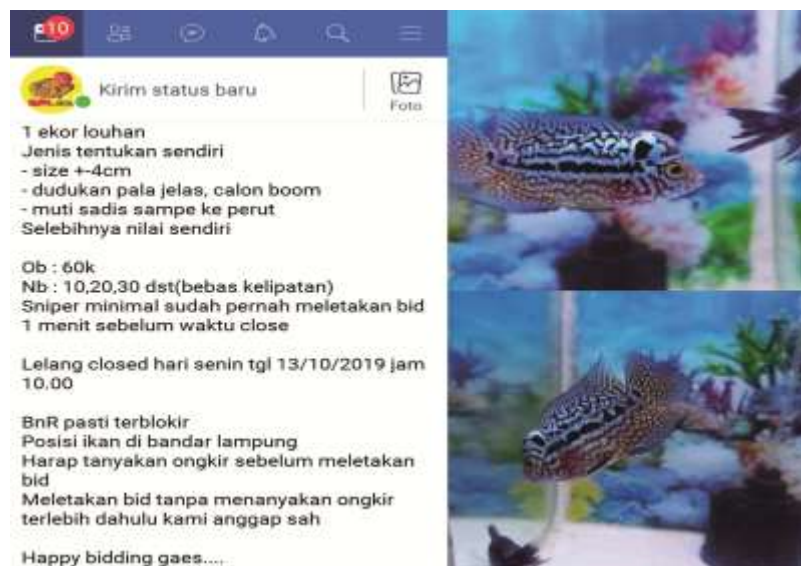 10
Kirim status baru
Foto
1 ekor louhan
Jenis tentukan sendiri
- size +-4cm
- dudukan pala jelas, calon boom
- muti sadis sampe ke perut
Selebihnya nilai sendiri
Ob : 60k
Nb : 10,20,30 dst(bebas kelipatan)
Sniper minimal sudah pernah meletakan bid
1 menit sebelum waktu close
Lelang closed hari senin tgl 13/10/2019 jam
10.00
BnR pasti terblokir
Posisi ikan di bandar lampung
Harap tanyakan ongkir sebelum meletakan
bid
Meletakan bid tanpa menanyakan ongkir
terlebih dahulu kami anggap sah
Happy bidding gaes....